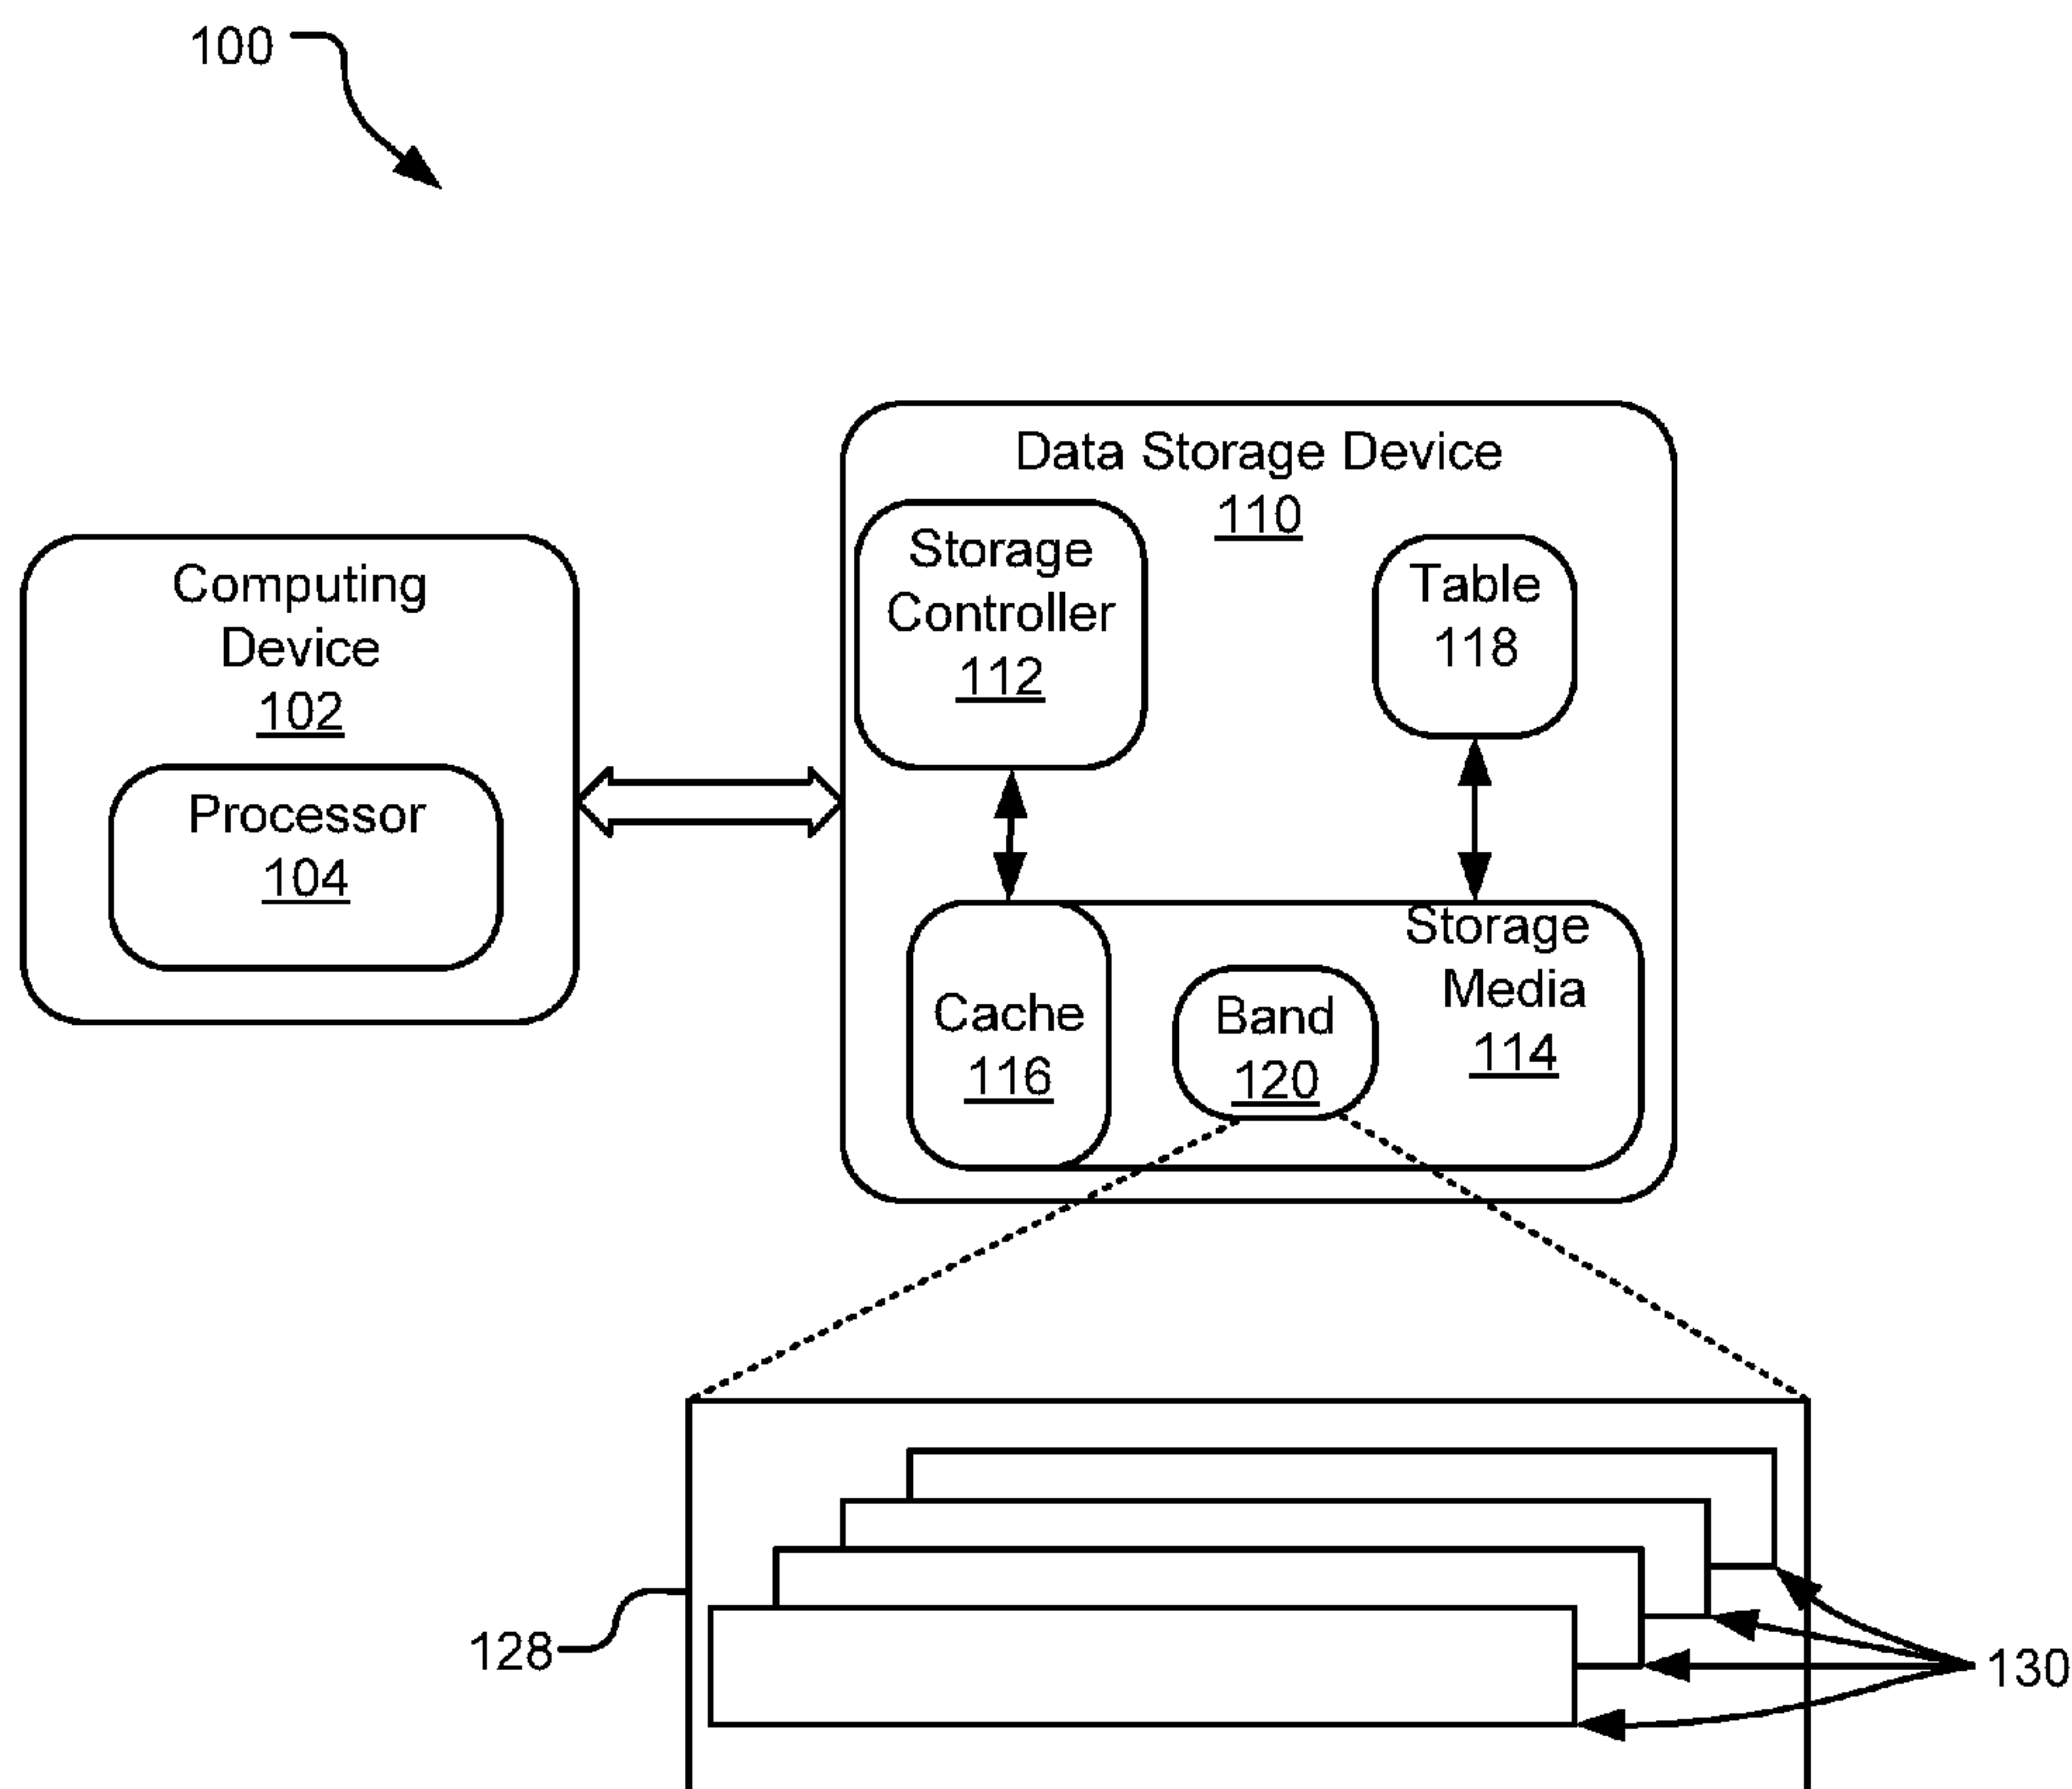 100
Data Storage Device
110
Storage
Controller
112
Table
118
Computing
Device
102
Processor
104
Storage
Media
114
Cache
116
Band
120
128
130